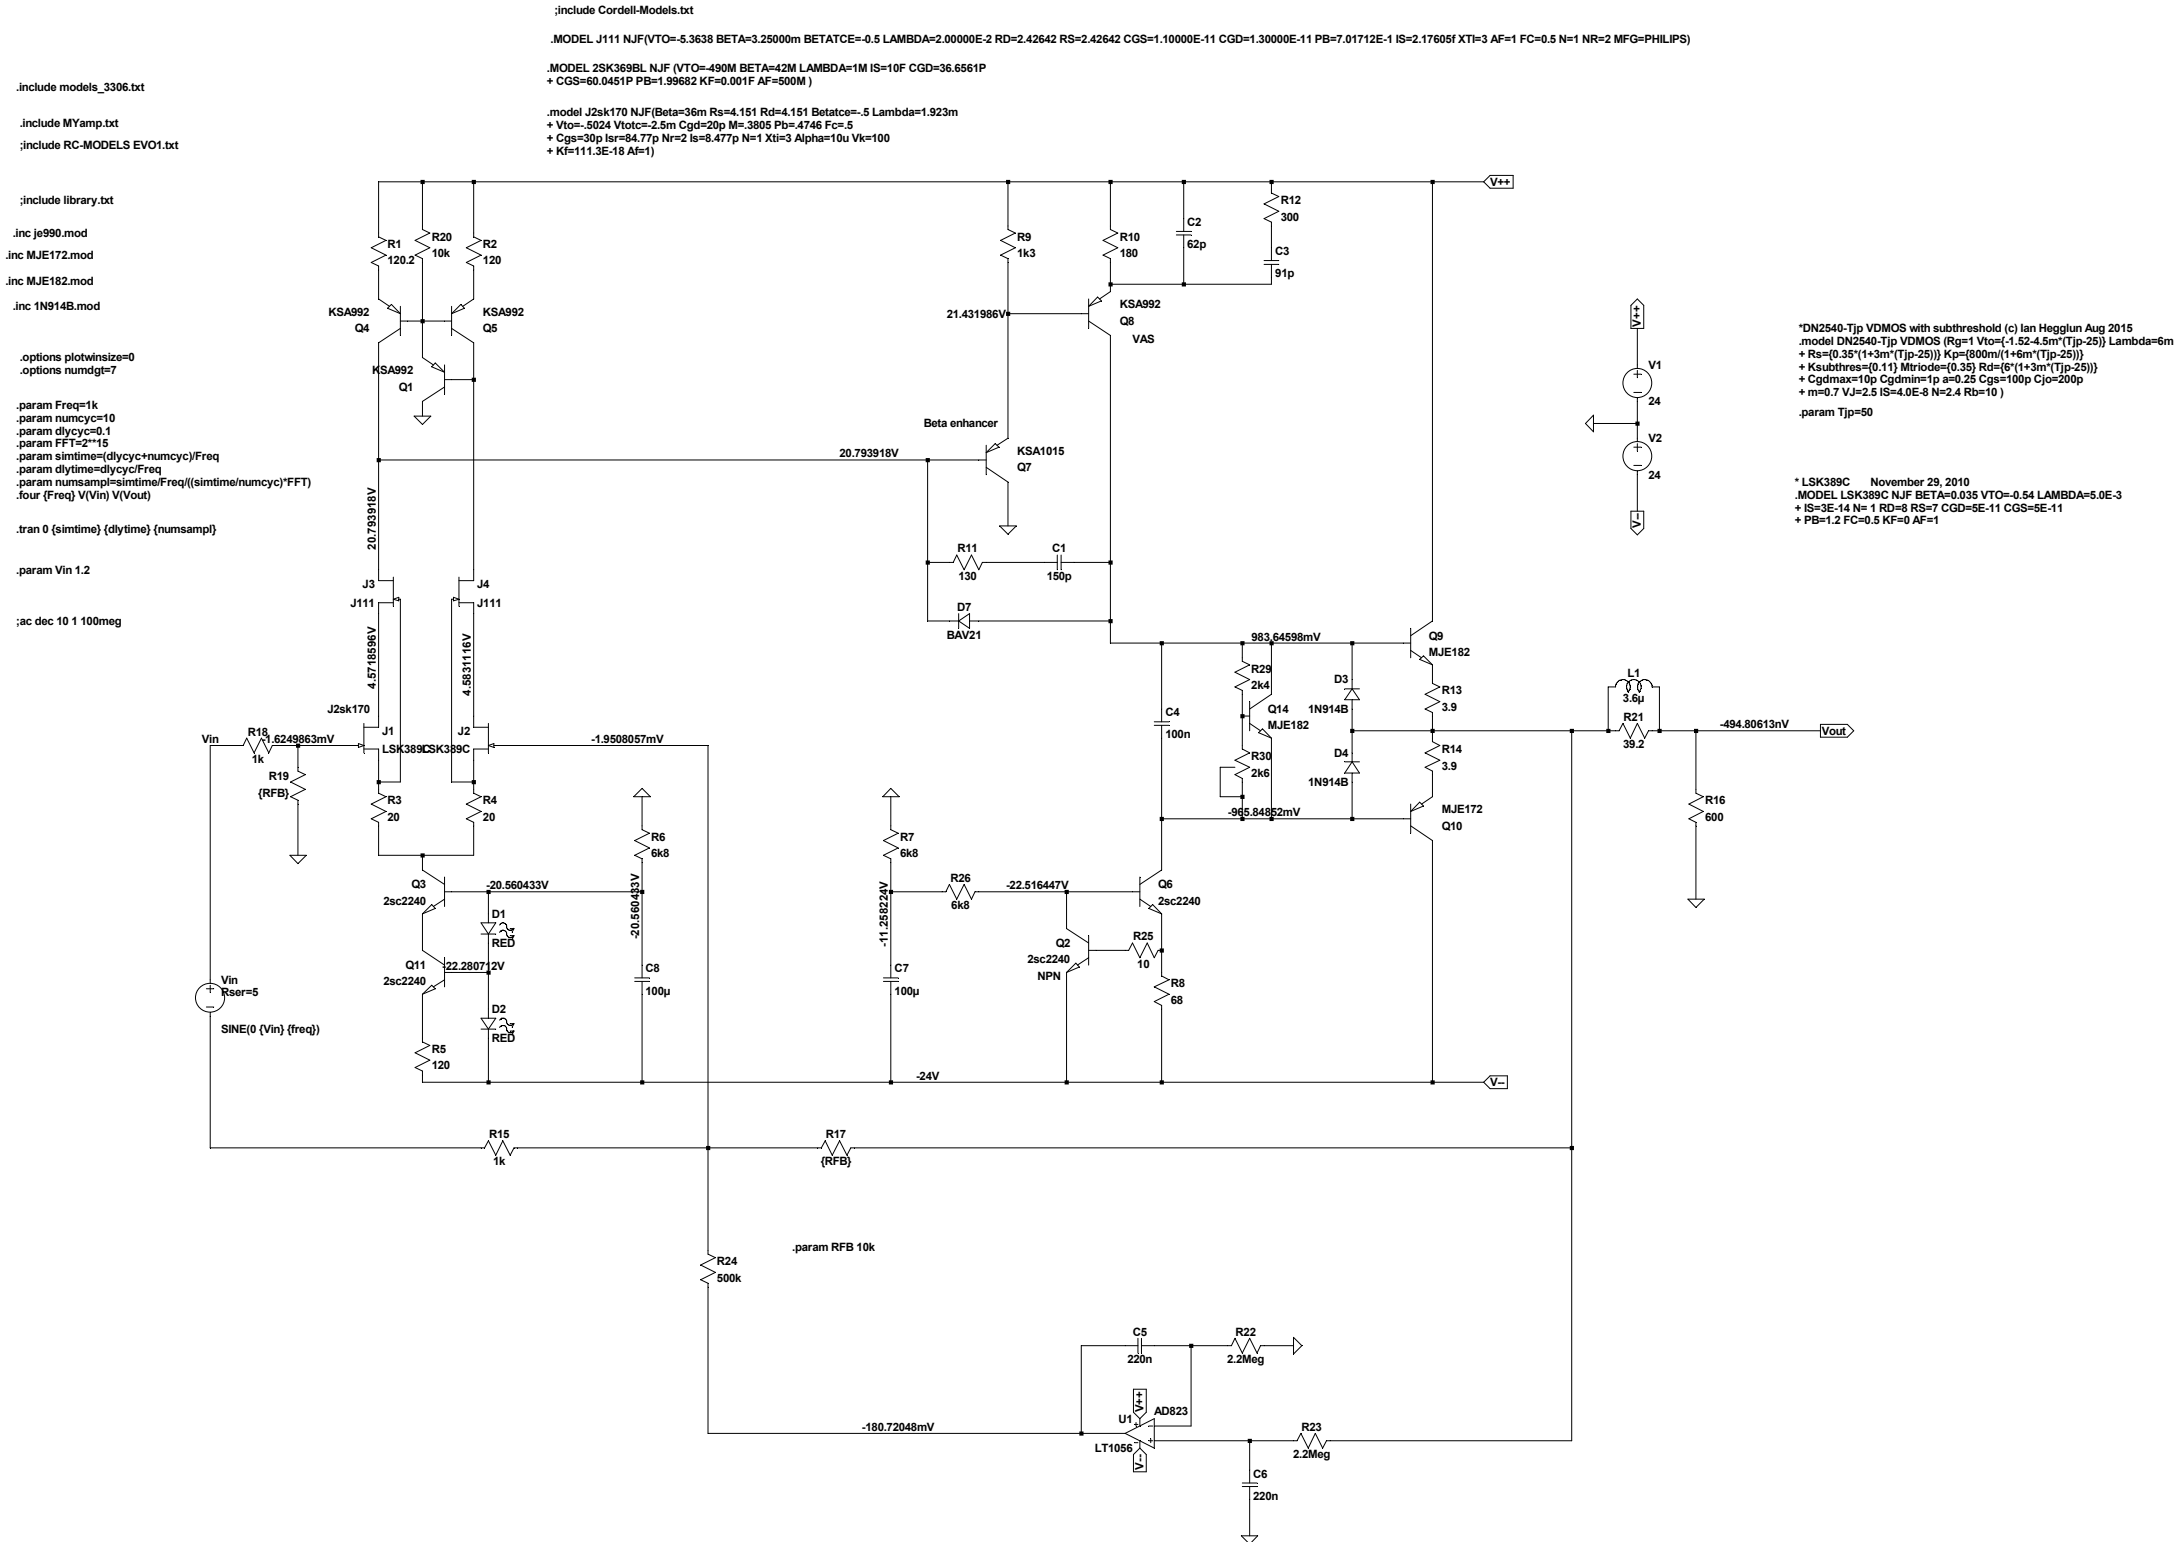 ;include Cordell-Models.txt
.MODEL J111 NJF(VTO=-5.3638 BETA=3.25000m BETATCE=-0.5 LAMBDA=2.00000E-2 RD=2.42642 RS=2.42642 CGS=1.10000E-11 CGD=1.30000E-11 PB=7.01712E-1 IS=2.17605f XTI=3 AF=1 FC=0.5 N=1 NR=2 MFG=PHILIPS)
.MODEL 2SK369BL NJF (VTO=-490M BETA=42M LAMBDA=1M IS=10F CGD=36.6561P
+ CGS=60.0451P PB=1.99682 KF=0.001F AF=500M )
.model J2sk170 NJF(Beta=36m Rs=4.151 Rd=4.151 Betatce=-.5 Lambda=1.923m
+ Vto=-.5024 Vtotc=-2.5m Cgd=20p M=.3805 Pb=.4746 Fc=.5
+ Cgs=30p Isr=84.77p Nr=2 Is=8.477p N=1 Xti=3 Alpha=10u Vk=100
+ Kf=111.3E-18 Af=1)
.include models_3306.txt
.include MYamp.txt
;include RC-MODELS EVO1.txt
;include library.txt
.inc je990.mod
.inc MJE172.mod
.inc MJE182.mod
.inc 1N914B.mod
.options plotwinsize=0
.options numdgt=7
.param Freq=1k
.param numcyc=10
.param dlycyc=0.1
.param FFT=2**15
.param simtime=(dlycyc+numcyc)/Freq
.param dlytime=dlycyc/Freq
.param numsampl=simtime/Freq/((simtime/numcyc)*FFT)
.four {Freq} V(Vin) V(Vout)
.tran 0 {simtime} {dlytime} {numsampl}
.param Vin 1.2
;ac dec 10 1 100meg
V++
R1
120.2
R20
10k
R2
120
R9
1k3
R10
180
C2
62p
R12
300
C3
91p
KSA992
Q4
KSA992
Q5
KSA992
Q1
21.431986V
KSA992
Q8
VAS
Beta enhancer
20.793918V
KSA1015
Q7
20.793918V
R11
130
C1
150p
D7
BAV21
J3
J111
J4
J111
4.5718596V
4.5831116V
J2sk170
J1
LSK389C
J2
LSK389C
Vin
R18
1k
-1.6249863mV
-1.9508057mV
R19
{RFB}
R3
20
R4
20
983.64598mV
Q9
MJE182
R29
2k4
D3
1N914B
R13
3.9
Q14
MJE182
C4
100n
R30
2k6
D4
1N914B
R14
3.9
-965.84852mV
MJE172
Q10
L1
3.6µ
R21
39.2
-494.80613nV
Vout
R16
600
R6
6k8
R7
6k8
Q3
2sc2240
-20.560433V
-20.560433V
D1
RED
-11.258224V
R26
6k8
-22.516447V
Q6
2sc2240
Q11
2sc2240
-22.280712V
C8
100µ
C7
100µ
Q2
2sc2240
NPN
R25
10
R8
68
D2
RED
R5
120
Vin
Rser=5
SINE(0 {Vin} {freq})
-24V
V--
R15
1k
R17
{RFB}
.param RFB 10k
R24
500k
C5
220n
R22
2.2Meg
-180.72048mV
V++
U1
AD823
LT1056
V--
R23
2.2Meg
C6
220n
V++
V1
24
V2
24
V--
*DN2540-Tjp VDMOS with subthreshold (c) Ian Hegglun Aug 2015
.model DN2540-Tjp VDMOS (Rg=1 Vto={-1.52-4.5m*(Tjp-25)} Lambda=6m
+ Rs={0.35*(1+3m*(Tjp-25))} Kp={800m/(1+6m*(Tjp-25))}
+ Ksubthres={0.11} Mtriode={0.35} Rd={6*(1+3m*(Tjp-25))}
+ Cgdmax=10p Cgdmin=1p a=0.25 Cgs=100p Cjo=200p
+ m=0.7 VJ=2.5 IS=4.0E-8 N=2.4 Rb=10 )
.param Tjp=50
* LSK389C November 29, 2010
.MODEL LSK389C NJF BETA=0.035 VTO=-0.54 LAMBDA=5.0E-3
+ IS=3E-14 N= 1 RD=8 RS=7 CGD=5E-11 CGS=5E-11
+ PB=1.2 FC=0.5 KF=0 AF=1